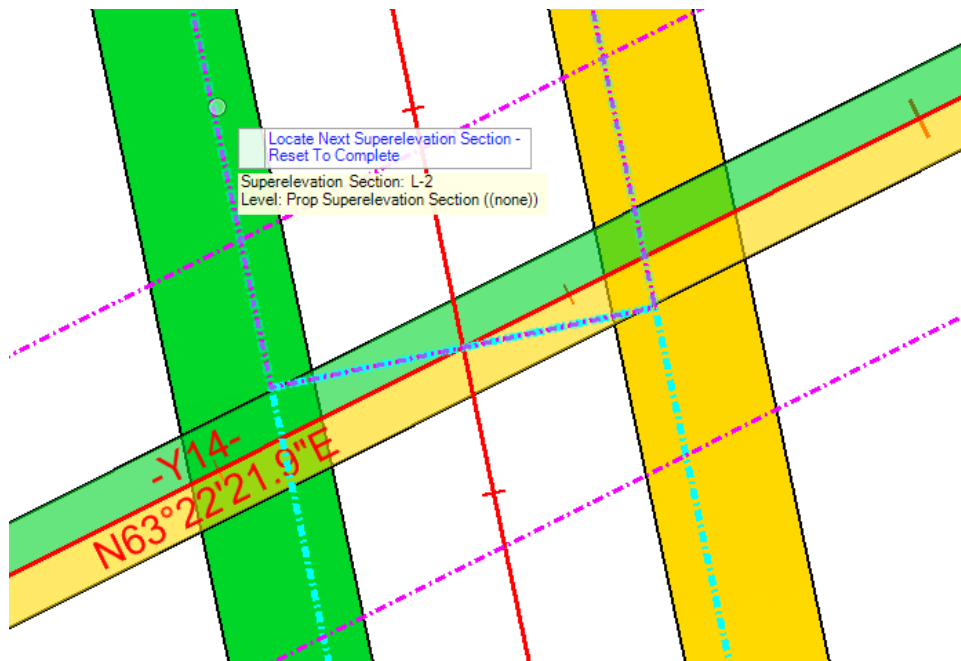 Locate Next Superelevation Section -
Reset To Complete
Superelevation Section: L-2
Level: Prop Superelevation Section ((none))
-Y14-
N63°22'21.9"E